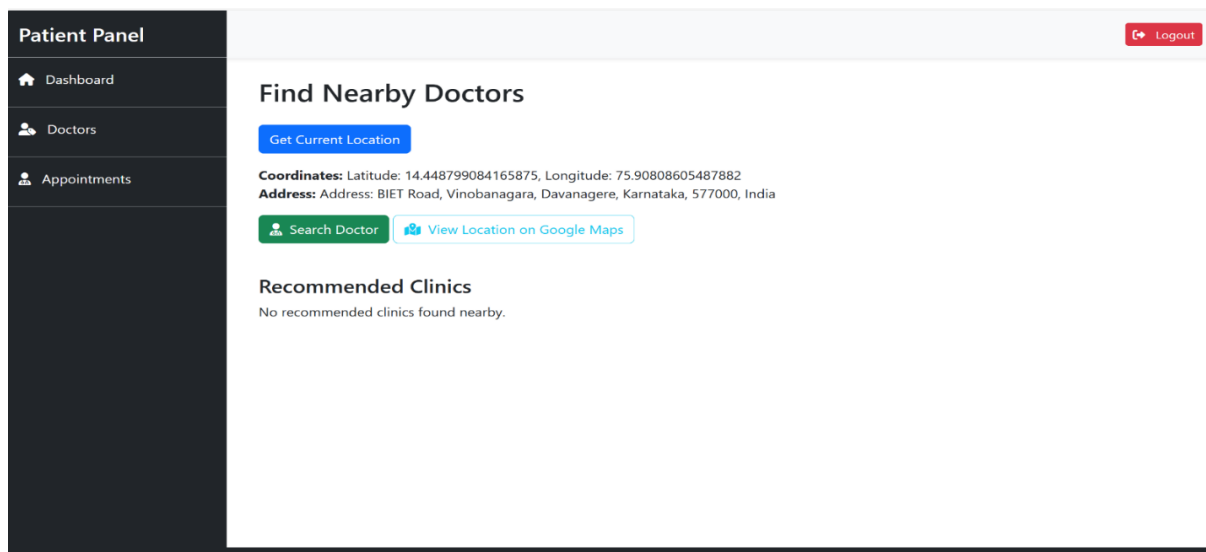 Patient Panel
Logout
Dashboard
Doctors
Appointments
Find Nearby Doctors
Get Current Location
Coordinates: Latitude: 14.448799084165875, Longitude: 75.90808605487882
Address: Address: BIET Road, Vinobanagara, Davanagere, Karnataka, 577000, India
Search Doctor
View Location on Google Maps
Recommended Clinics
No recommended clinics found nearby.